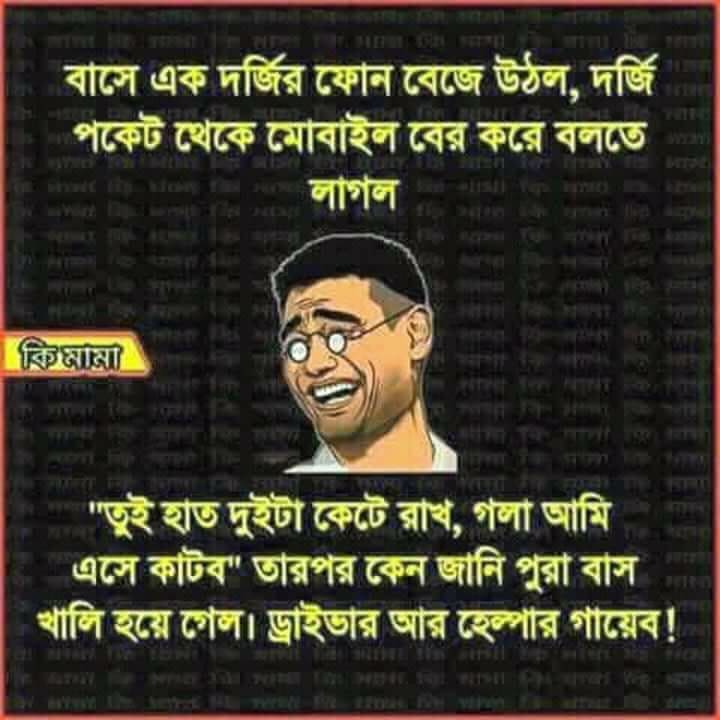 বাসে এক দর্জির ফোন বেজে উঠল, দর্জি
পকেট থেকে মোবাইল বের করে বলতে
লাগল
কি মামা
"তুই হাত দুইটা কেটে রাখ, গলা আমি
এসে কাটব" তারপর কেন জানি পুরা বাস
খালি হয়ে গেল। ড্রাইভার আর হেল্পার গায়েব!